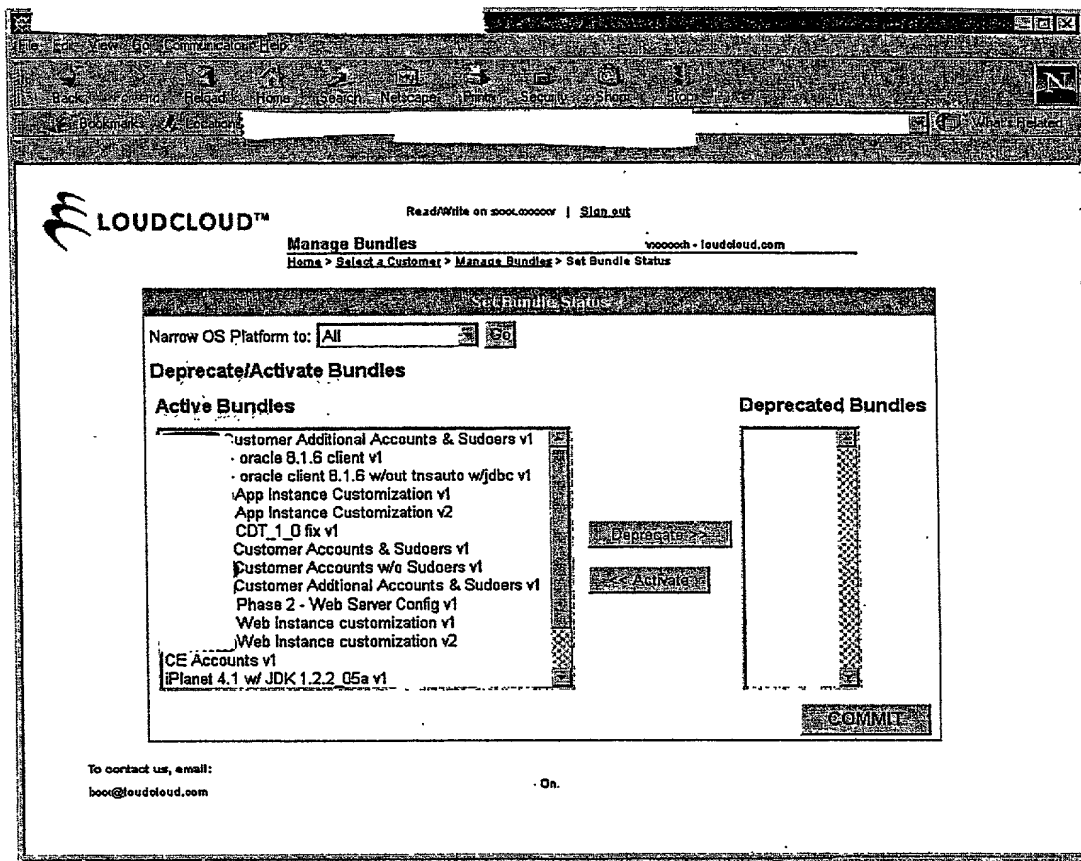 File Edit View Go Communicator Help
Back Forward Reload Home Search Netscape Print Security Shop Stop
N
Bookmarks Location: What's Related
LOUDCLOUD™
Read/Write on | Sign out
Manage Bundles - loudcloud.com
Home > Select a Customer > Manage Bundles > Set Bundle Status
Set Bundle Status
Narrow OS Platform to: All Go
Deprecate/Activate Bundles
Active Bundles Deprecated Bundles
Customer Additional Accounts & Sudoers v1
- oracle 8.1.6 client v1
- oracle client 8.1.6 w/out tnsauto w/jdbc v1
App Instance Customization v1
App Instance Customization v2
CDT_1_0 fix v1
Customer Accounts & Sudoers v1
Customer Accounts w/o Sudoers v1
Customer Addtional Accounts & Sudoers v1
Phase 2 - Web Server Config v1
Web Instance customization v1
Web Instance customization v2
CE Accounts v1
iPlanet 4.1 w/ JDK 1.2.2_05a v1
Deprecate >>
<< Activate
COMMIT
To contact us, email:
@loudcloud.com
- On.